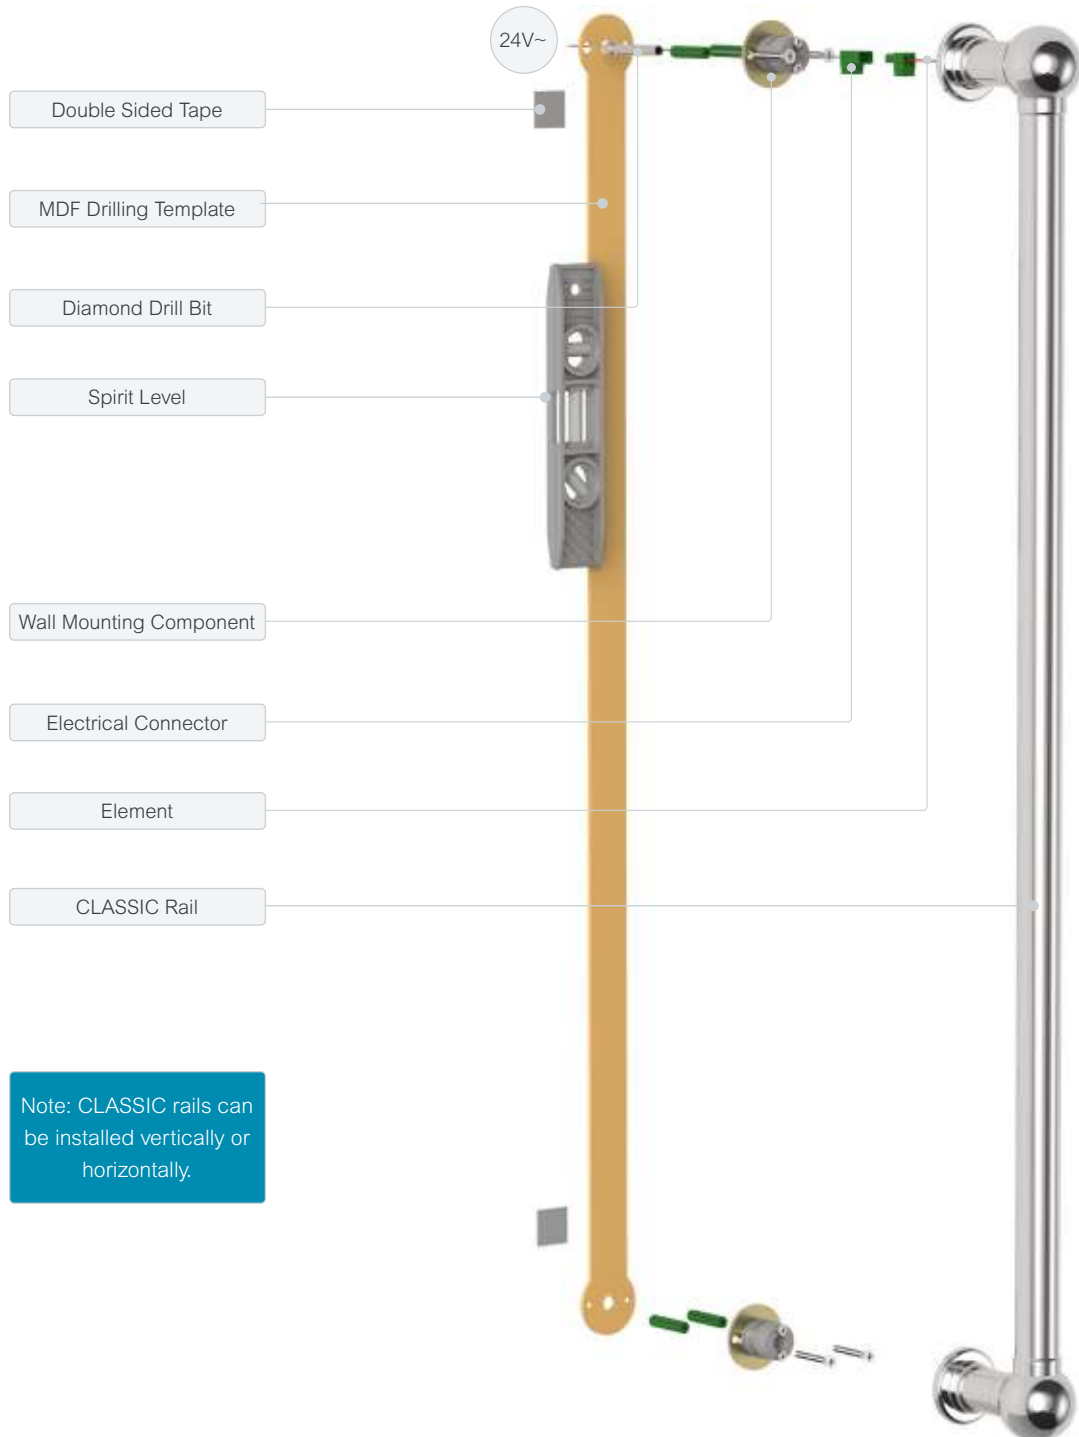 24V~
Double Sided Tape
MDF Drilling Template
Diamond Drill Bit
Spirit Level
Wall Mounting Component
Electrical Connector
Element
CLASSIC Rail
Note: CLASSIC rails can
be installed vertically or
horizontally.